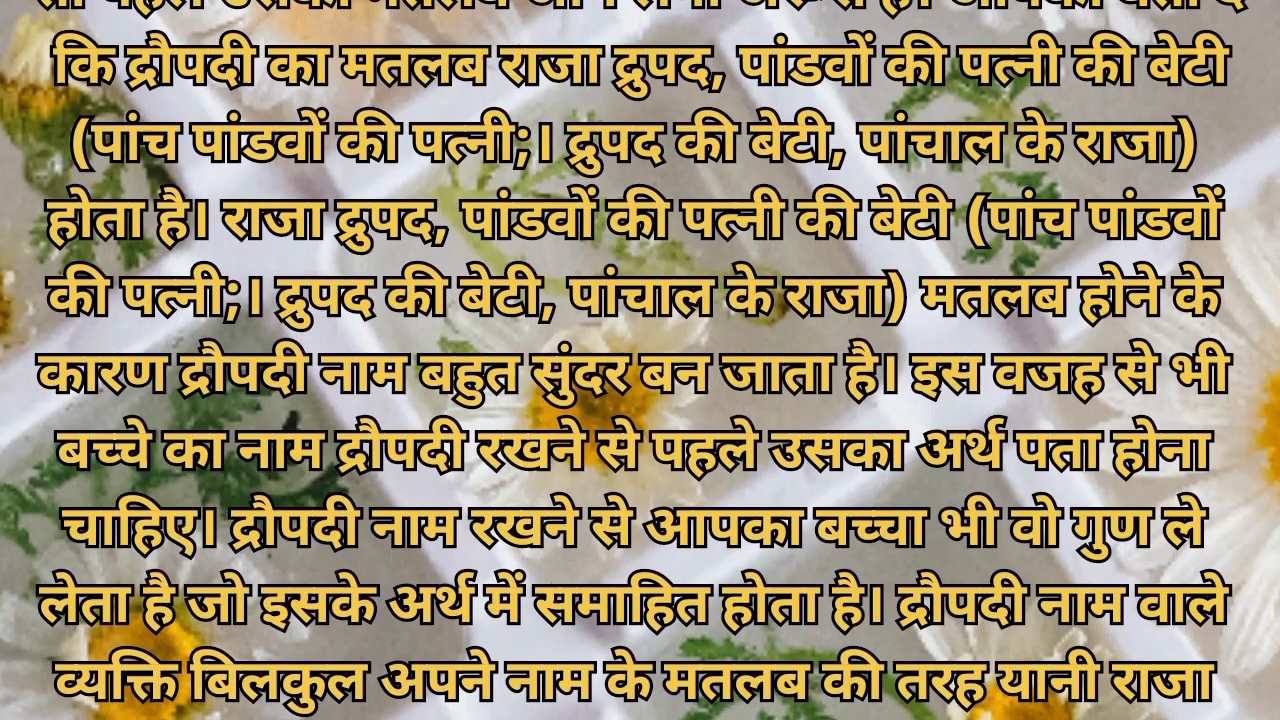 कि द्रौपदी का मतलब राजा द्रुपद, पांडवों की पत्नी की बेटी
(पांच पांडवों की पत्नी;। द्रुपद की बेटी, पांचाल के राजा)
होता है। राजा द्रुपद, पांडवों की पत्नी की बेटी (पांच पांडवों
की पत्नी;। द्रुपद की बेटी, पांचाल के राजा) मतलब होने के
कारण द्रौपदी नाम बहुत सुंदर बन जाता है। इस वजह से भी
बच्चे का नाम द्रौपदी रखने से पहले उसका अर्थ पता होना
चाहिए। द्रौपदी नाम रखने से आपका बच्चा भी वो गुण ले
लेता है जो इसके अर्थ में समाहित होता है। द्रौपदी नाम वाले
व्यक्ति बिलकुल अपने नाम के मतलब की तरह यानी राजा